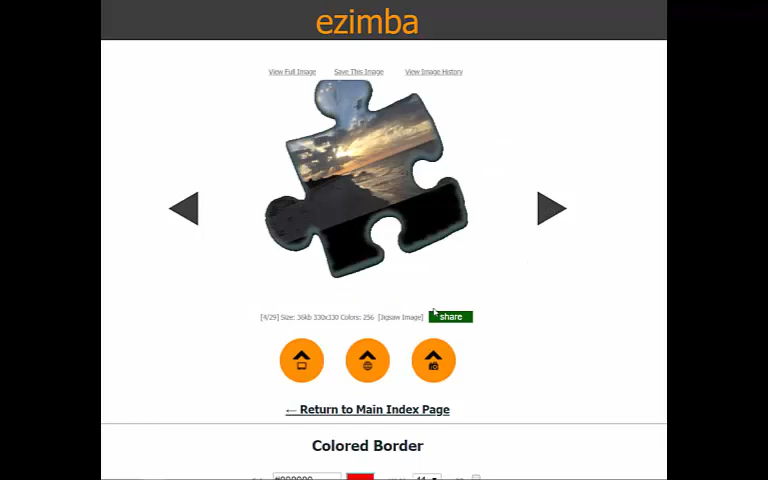 ezimba
View Full Image Save This Image View Image History
[4/29] Size: 36kb 330x330 Colors: 256 [Jigsaw Image] share
← Return to Main Index Page
Colored Border